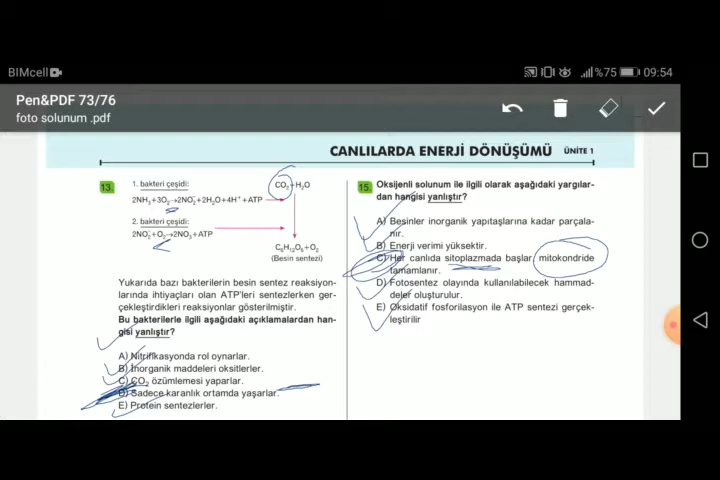 BIMcell
%75 09:54
Pen&PDF 73/76
foto solunum .pdf
CANLILARDA ENERJİ DÖNÜŞÜMÜ ÜNİTE 1
13.
1. bakteri çeşidi:
CO₂+H₂O
2NH₃+3O₂→2NO₂⁻+2H₂O+4H⁺+ATP
2. bakteri çeşidi:
2NO₂⁻+O₂→2NO₃+ATP
C₆H₁₂O₆+O₂
(Besin sentezi)
Yukarıda bazı bakterilerin besin sentez reaksiyon-
larında ihtiyaçları olan ATP'leri sentezlerken ger-
çekleştirdikleri reaksiyonlar gösterilmiştir.
Bu bakterilerle ilgili aşağıdaki açıklamalardan han-
gisi yanlıştır?
A) Nitrifikasyonda rol oynarlar.
B) İnorganik maddeleri oksitlerler.
C) CO₂ özümlemesi yaparlar.
D) Sadece karanlık ortamda yaşarlar.
E) Protein sentezlerler.
15. Oksijenli solunum ile ilgili olarak aşağıdaki yargılar-
dan hangisi yanlıştır?
A) Besinler inorganik yapıtaşlarına kadar parçala-
nır.
B) Enerji verimi yüksektir.
C) Her canlıda sitoplazmada başlar, mitokondride
tamamlanır.
D) Fotosentez olayında kullanılabilecek hammad-
deler oluşturulur.
E) Oksidatif fosforilasyon ile ATP sentezi gerçek-
leştirilir